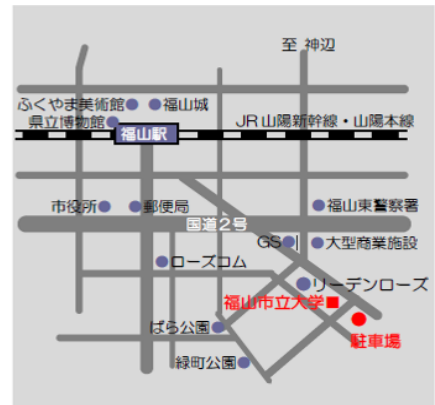 至 神辺
ふくやま美術館 福山城
県立博物館
福山駅
JR山陽新幹線・山陽本線
市役所 郵便局 福山東警察署
国道2号
GS 大型商業施設
ローズコム
リーデンローズ
福山市立大学
ばら公園
駐車場
緑町公園